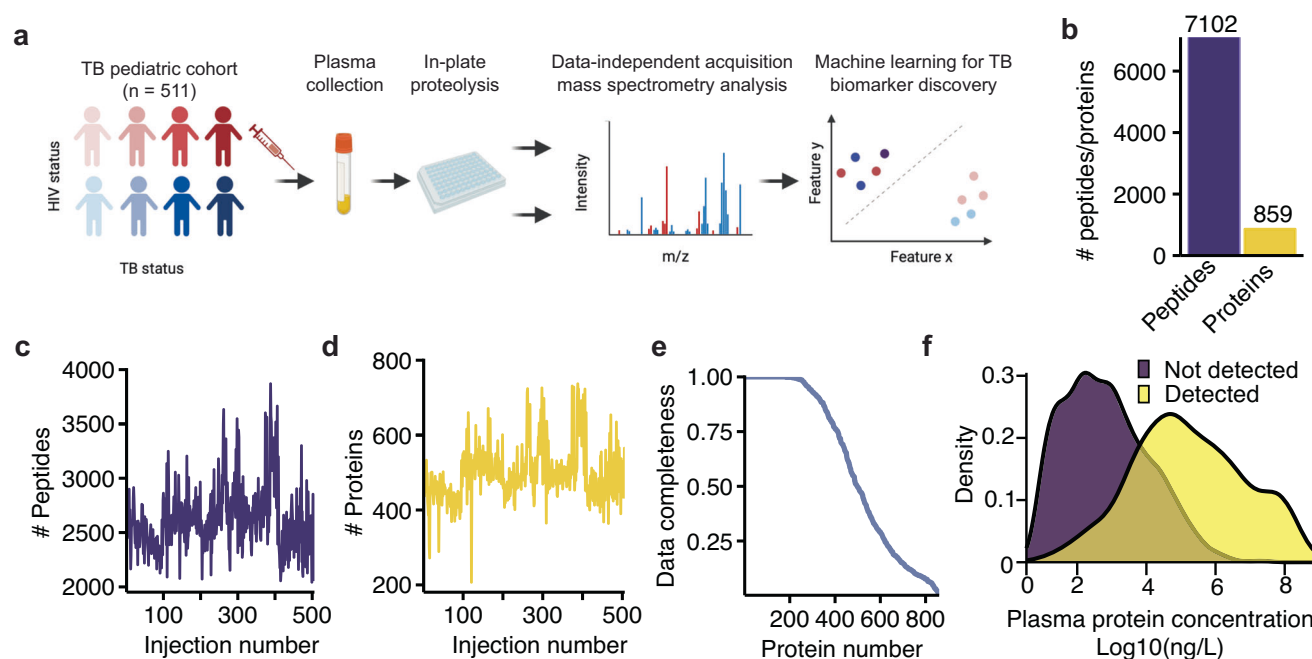 a
TB pediatric cohort
(n = 511)
HIV status
TB status
Plasma
collection
In-plate
proteolysis
Data-independent acquisition
mass spectrometry analysis
Intensity
m/z
Machine learning for TB
biomarker discovery
Feature y
Feature x
b
# peptides/proteins
7102
6000
4000
2000
859
0
Peptides
Proteins
c
# Peptides
4000
3500
3000
2500
2000
100
300
500
Injection number
d
# Proteins
800
600
400
200
100
300
500
Injection number
e
Data completeness
1.00
0.75
0.50
0.25
200
400
600
800
Protein number
f
Not detected
Detected
Density
0.3
0.2
0.1
0
0
2
4
6
8
Plasma protein concentration
Log10(ng/L)